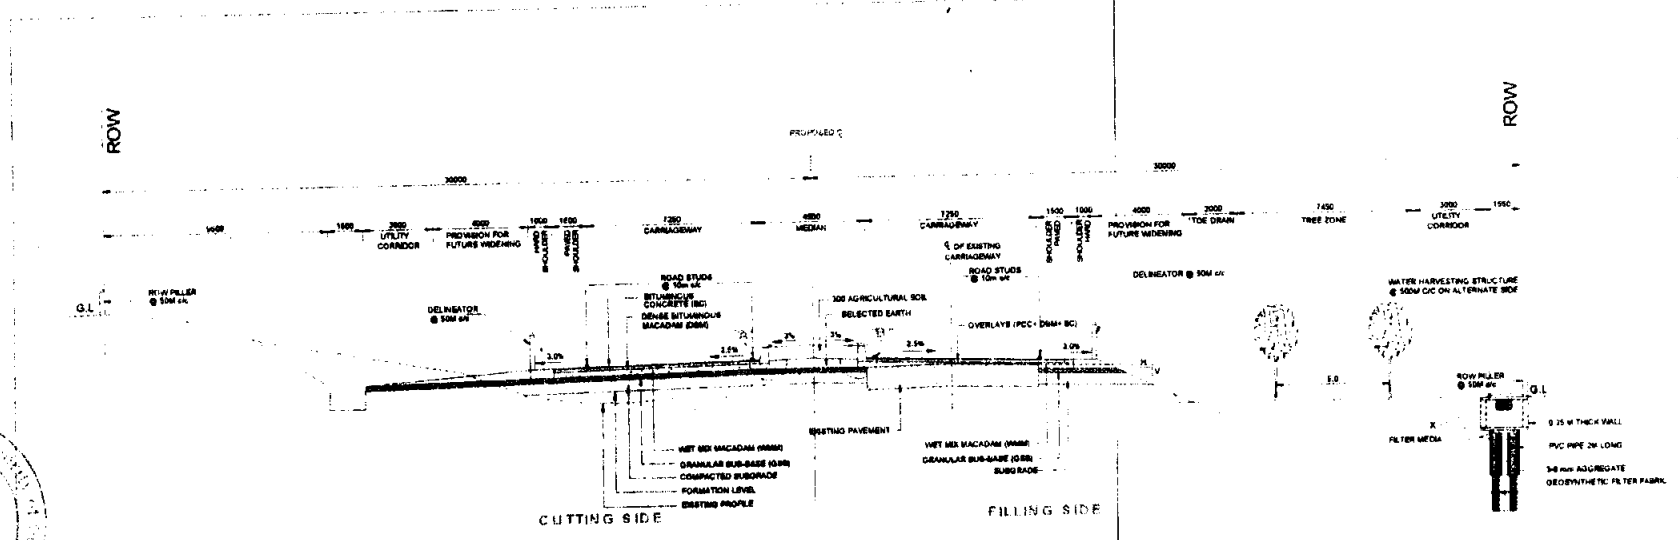 ROW
ROW
PROPOSED ℄
30000
30000
1500
4000
1000
1500
7250
4500
7250
1500
1000
4000
2000
7450
3000
1550
UTILITY
CORRIDOR
PROVISION FOR
FUTURE WIDENING
HARD
SHOULDER
PAVED
SHOULDER
CARRIAGEWAY
MEDIAN
CARRIAGEWAY
SHOULDER
PAVED
SHOULDER
HARD
PROVISION FOR
FUTURE WIDENING
TOE DRAIN
TREE ZONE
UTILITY
CORRIDOR
℄ OF EXISTING
CARRIAGEWAY
ROAD STUDS
@ 10m c/c
ROAD STUDS
@ 10m c/c
DELINEATOR @ 50M c/c
WATER HARVESTING STRUCTURE
@ 500M C/C ON ALTERNATE SIDE
ROW PILLER
@ 50M c/c
G.L
DELINEATOR
@ 50M c/c
BITUMINOUS
CONCRETE (BC)
DENSE BITUMINOUS
MACADAM (DBM)
300 AGRICULTURAL SOIL
SELECTED EARTH
OVERLAYS (PCC+ DBM+ BC)
3.0%
2.5%
3%
3%
2.5%
3.0%
H
V
5.0
ROW PILLER
@ 50M c/c
G.L
EXISTING PAVEMENT
X
0.25 M THICK WALL
FILTER MEDIA
PVC PIPE 2M LONG
AGGREGATE
GEOSYNTHETIC FILTER FABRIC
WET MIX MACADAM (WMM)
GRANULAR SUB-BASE (GSB)
COMPACTED SUBGRADE
FORMATION LEVEL
EXISTING PROFILE
WET MIX MACADAM (WMM)
GRANULAR SUB-BASE (GSB)
SUBGRADE
CUTTING SIDE
FILLING SIDE